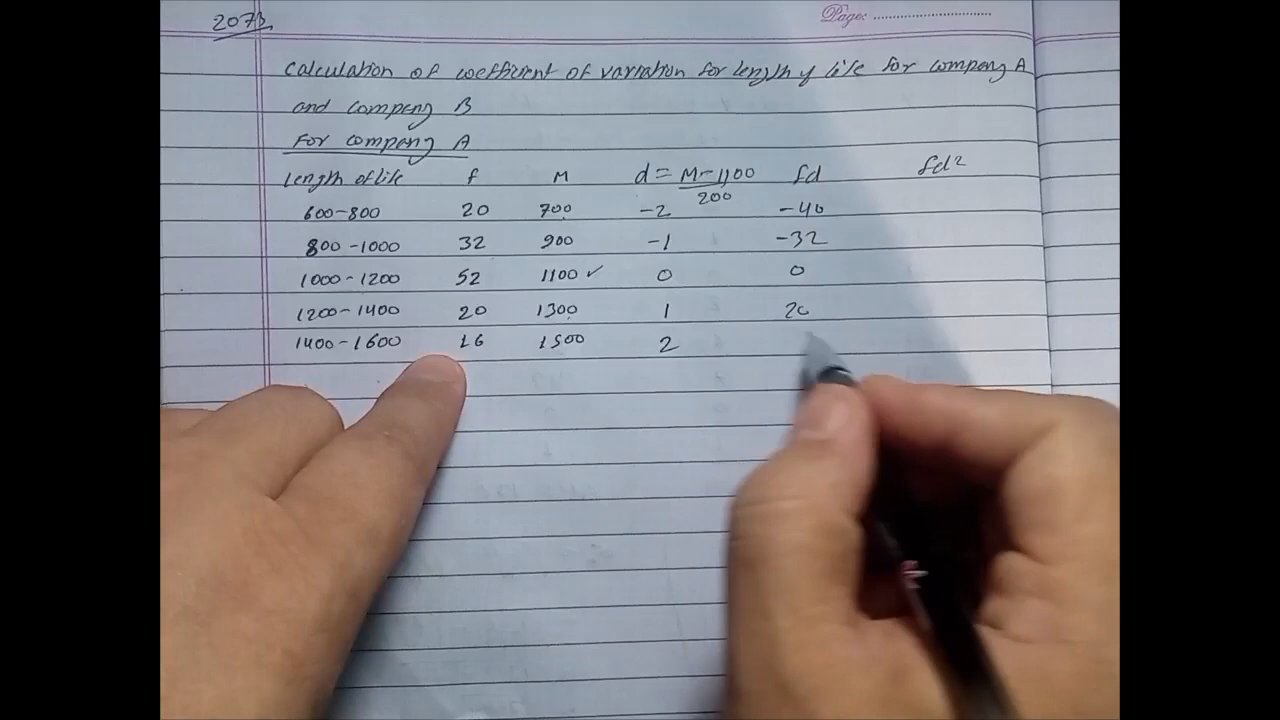 2073
Page: ........................
Calculation of coefficient of variation for length of life for company A
and company B
For company A
Length of life f M d = M-1100 fd fd²
200
600-800 20 700 -2 -40
800-1000 32 900 -1 -32
1000-1200 52 1100 ✓ 0 0
1200-1400 20 1300 1 20
1400-1600 16 1500 2